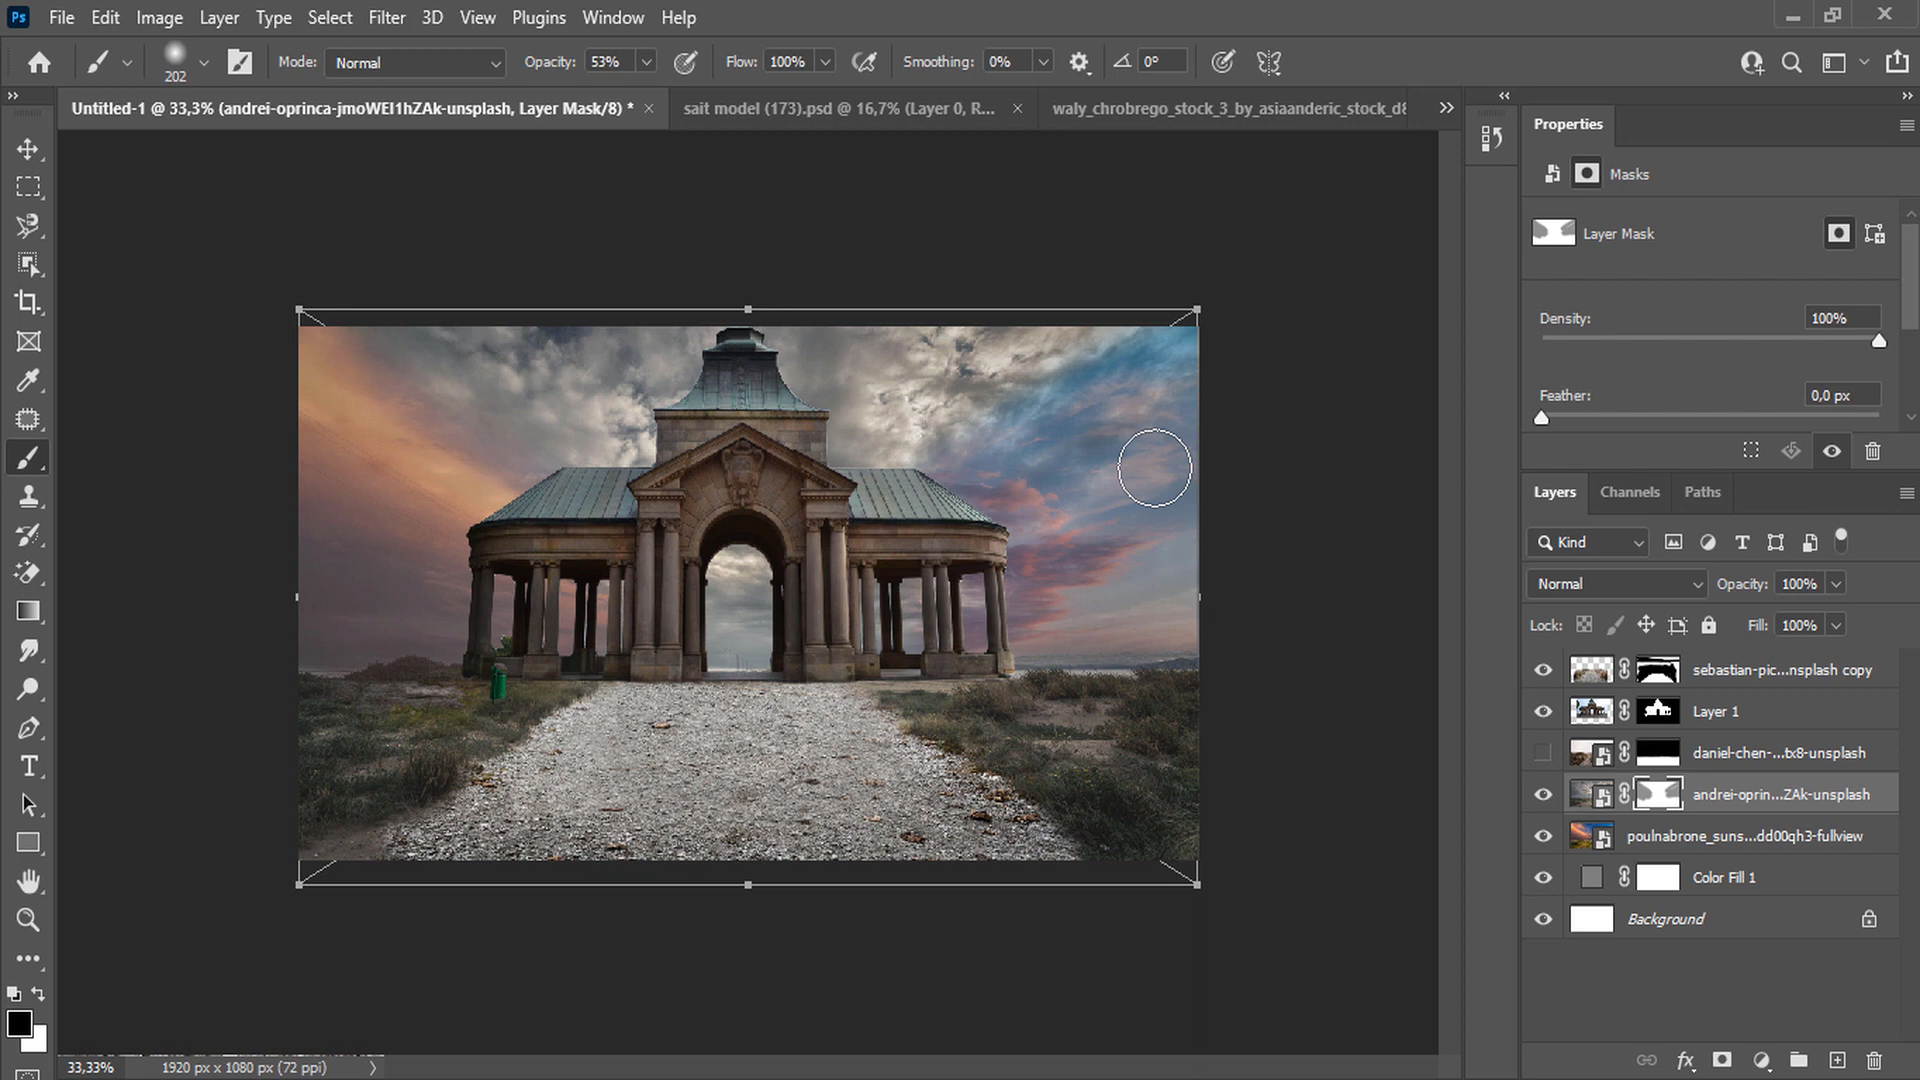 Ps File Edit Image Layer Type Select Filter 3D View Plugins Window Help
202 Mode: Normal Opacity: 53% Flow: 100% Smoothing: 0% 0°
Untitled-1 @ 33,3% (andrei-oprinca-jmoWEl1hZAk-unsplash, Layer Mask/8) *
sait model (173).psd @ 16,7% (Layer 0, R...
waly_chrobrego_stock_3_by_asiaanderic_stock_d8
Properties
Masks
Layer Mask
Density: 100%
Feather: 0,0 px
Layers Channels Paths
Kind
Normal Opacity: 100%
Lock: Fill: 100%
sebastian-pic...nsplash copy
Layer 1
daniel-chen-...tx8-unsplash
andrei-oprin...ZAk-unsplash
poulnabrone_suns...dd00qh3-fullview
Color Fill 1
Background
fx
33,33% 1920 px x 1080 px (72 ppi)